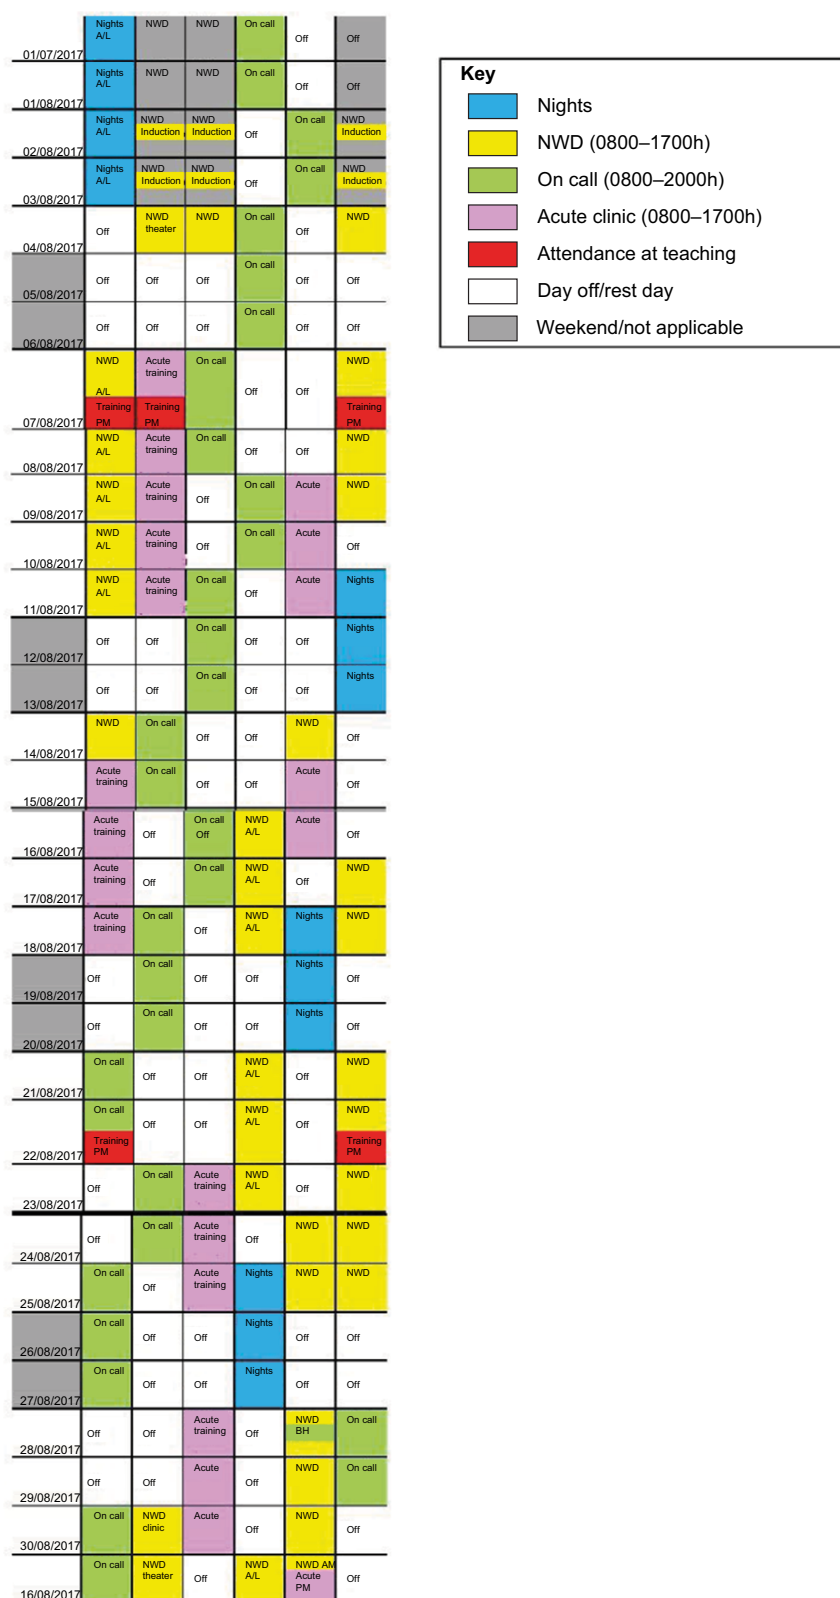 Nights NWD NWD On call
A/L Off Off
01/07/2017
Nights NWD NWD On call
A/L Off Off
01/08/2017
Nights NWD NWD On call NWD
A/L Induction Induction Off Induction
02/08/2017
Nights NWD NWD On call NWD
A/L Induction Induction Off Induction
03/08/2017
NWD NWD On call NWD
Off theater Off
04/08/2017
On call
Off Off Off Off Off
05/08/2017
On call
Off Off Off Off Off
06/08/2017
NWD Acute On call NWD
training
A/L Off Off
Training Training Training
PM PM PM
07/08/2017
NWD Acute On call NWD
A/L training Off Off
08/08/2017
NWD Acute On call Acute NWD
A/L training Off
09/08/2017
NWD Acute On call Acute
A/L training Off Off
10/08/2017
NWD Acute On call Acute Nights
A/L training Off
11/08/2017
On call Nights
Off Off Off Off
12/08/2017
On call Nights
Off Off Off Off
13/08/2017
NWD On call NWD
Off Off Off
14/08/2017
Acute On call Acute
training Off Off Off
15/08/2017
Acute On call NWD Acute
training Off Off A/L Off
16/08/2017
Acute On call NWD NWD
training Off A/L Off
17/08/2017
Acute On call NWD Nights NWD
training Off A/L
18/08/2017
On call Nights
Off Off Off Off
19/08/2017
On call Nights
Off Off Off Off
20/08/2017
On call NWD NWD
Off Off A/L Off
21/08/2017
On call NWD NWD
Off Off A/L Off
Training Training
PM PM
22/08/2017
On call Acute NWD NWD
Off training A/L Off
23/08/2017
On call Acute NWD NWD
Off training Off
24/08/2017
On call Acute Nights NWD NWD
Off training
25/08/2017
On call Nights
Off Off Off Off
26/08/2017
On call Nights
Off Off Off Off
27/08/2017
Acute NWD On call
Off Off training Off BH
28/08/2017
Acute NWD On call
Off Off Off
29/08/2017
On call NWD Acute NWD
clinic Off Off
30/08/2017
On call NWD NWD NWD AM
theater Off A/L Acute Off
PM
16/08/2017
Key
Nights
NWD (0800–1700h)
On call (0800–2000h)
Acute clinic (0800–1700h)
Attendance at teaching
Day off/rest day
Weekend/not applicable